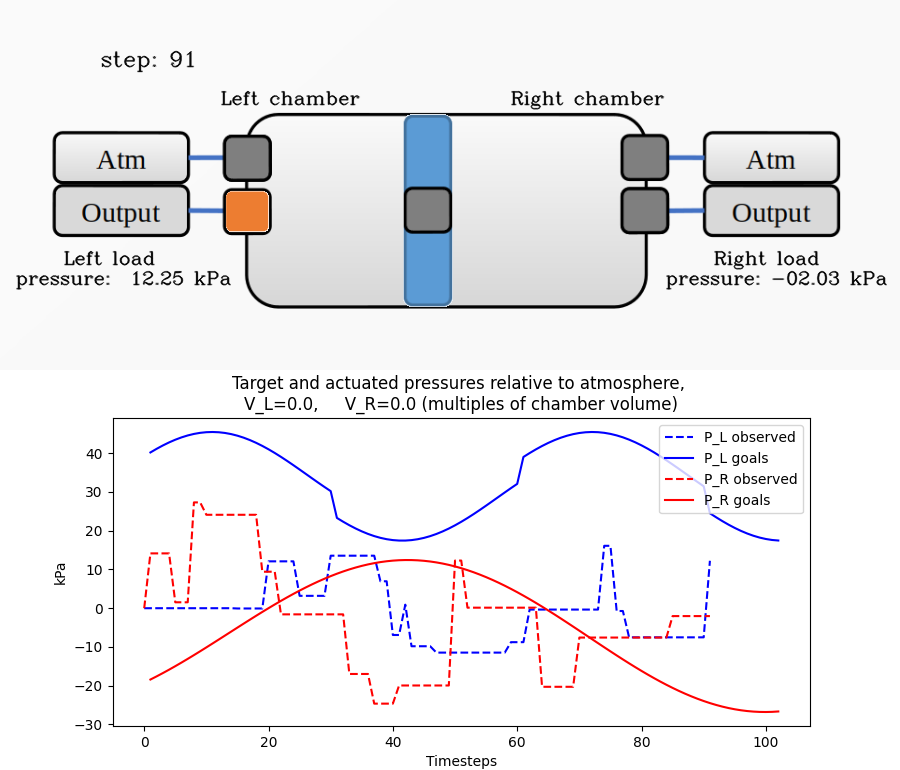 step: 91
Left chamber
Right chamber
Atm
Atm
Output
Output
Left load
pressure:  12.25 kPa
Right load
pressure: -02.03 kPa
Target and actuated pressures relative to atmosphere,
V_L=0.0,     V_R=0.0 (multiples of chamber volume)
P_L observed
P_L goals
P_R observed
P_R goals
40
30
20
10
0
−10
−20
−30
kPa
0
20
40
60
80
100
Timesteps